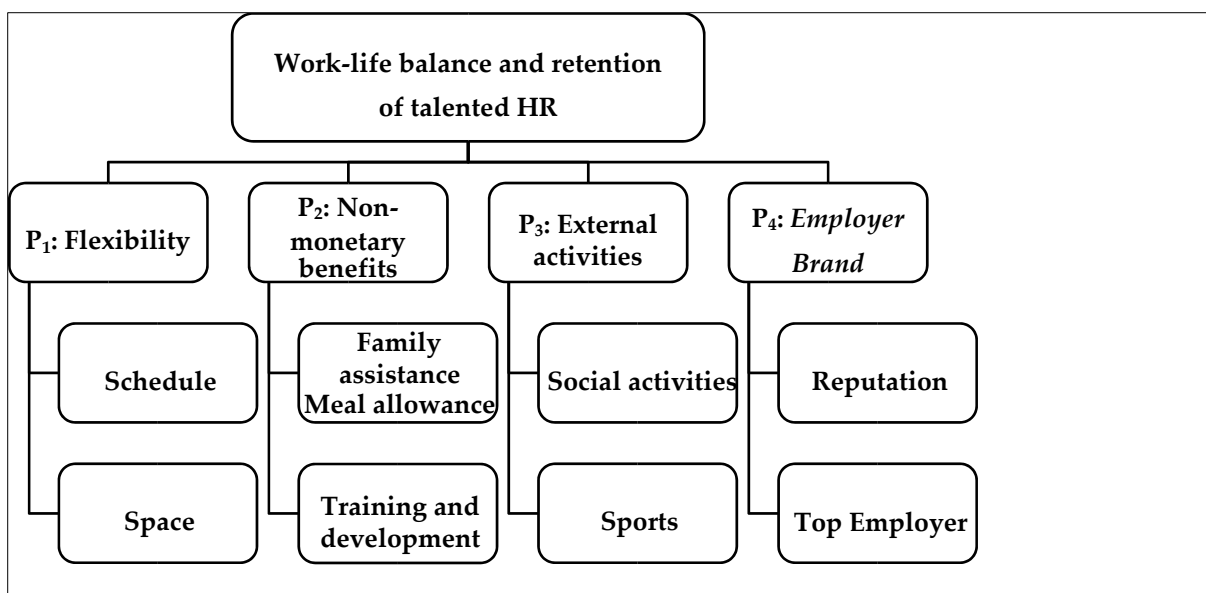 Work-life balance and retention
of talented HR
P₁: Flexibility
P₂: Non-
monetary
benefits
P₃: External
activities
P₄: Employer
Brand
Schedule
Family
assistance
Meal allowance
Social activities
Reputation
Space
Training and
development
Sports
Top Employer